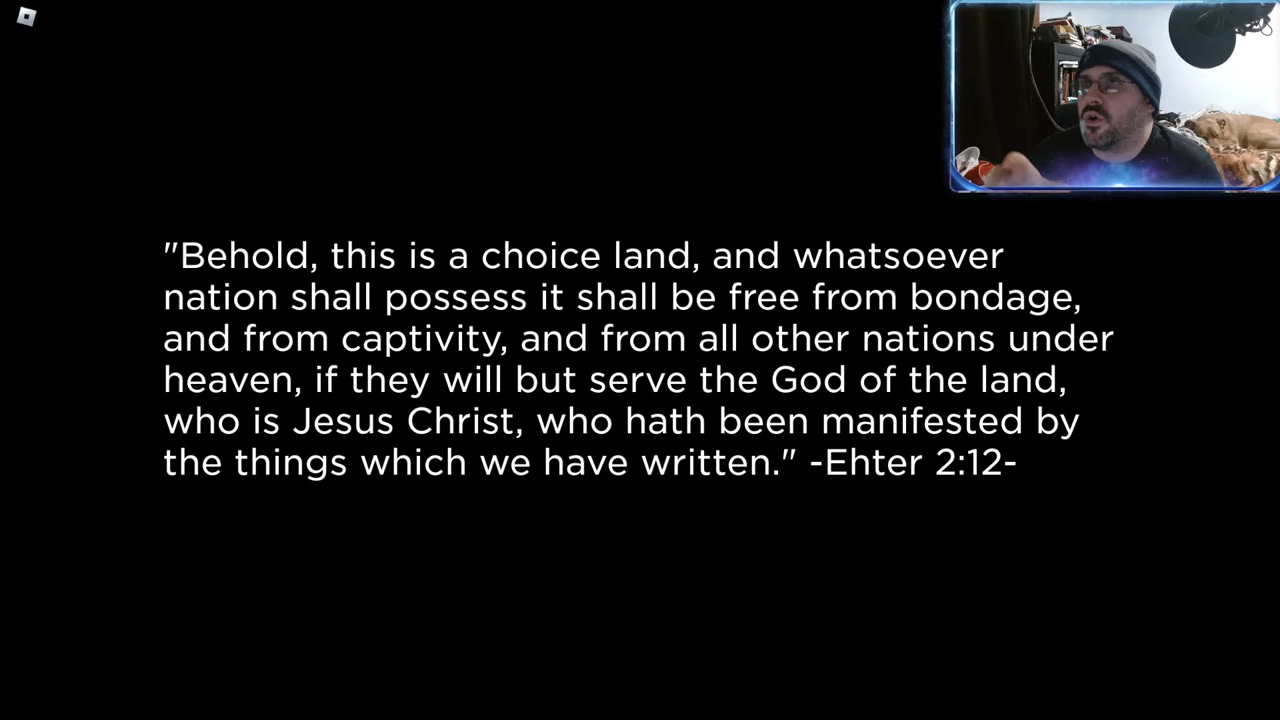 "Behold, this is a choice land, and whatsoever
nation shall possess it shall be free from bondage,
and from captivity, and from all other nations under
heaven, if they will but serve the God of the land,
who is Jesus Christ, who hath been manifested by
the things which we have written." -Ehter 2:12-